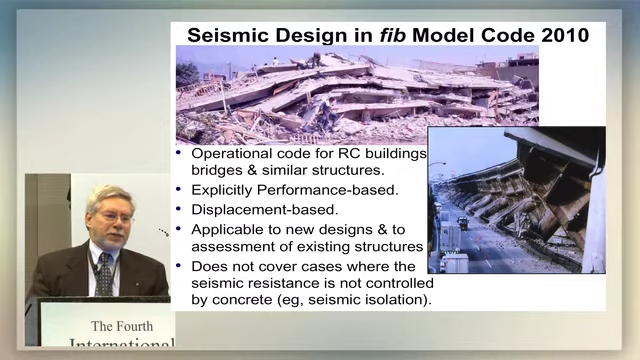 Seismic Design in fib Model Code 2010
• Operational code for RC buildings
bridges & similar structures.
• Explicitly Performance-based.
• Displacement-based.
• Applicable to new designs & to
assessment of existing structures
• Does not cover cases where the
seismic resistance is not controlled
by concrete (eg, seismic isolation).
The Fourth
International